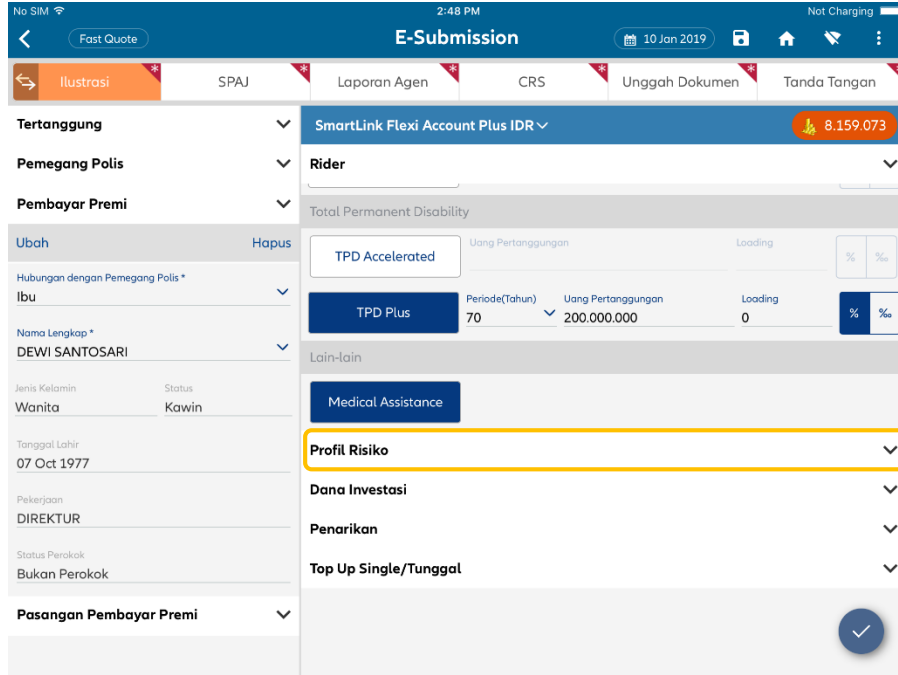 No SIM 2:48 PM Not Charging
Fast Quote E-Submission 10 Jan 2019
Ilustrasi * SPAJ * Laporan Agen * CRS * Unggah Dokumen * Tanda Tangan
Tertanggung
Pemegang Polis
Pembayar Premi
Ubah Hapus
Hubungan dengan Pemegang Polis *
Ibu
Nama Lengkap *
DEWI SANTOSARI
Jenis Kelamin Status
Wanita Kawin
Tanggal Lahir
07 Oct 1977
Pekerjaan
DIREKTUR
Status Perokok
Bukan Perokok
Pasangan Pembayar Premi
SmartLink Flexi Account Plus IDR 8.159.073
Rider
Total Permanent Disability
TPD Accelerated Uang Pertanggungan Loading % ‰
TPD Plus Periode(Tahun) Uang Pertanggungan Loading % ‰
70 200.000.000 0
Lain-lain
Medical Assistance
Profil Risiko
Dana Investasi
Penarikan
Top Up Single/Tunggal